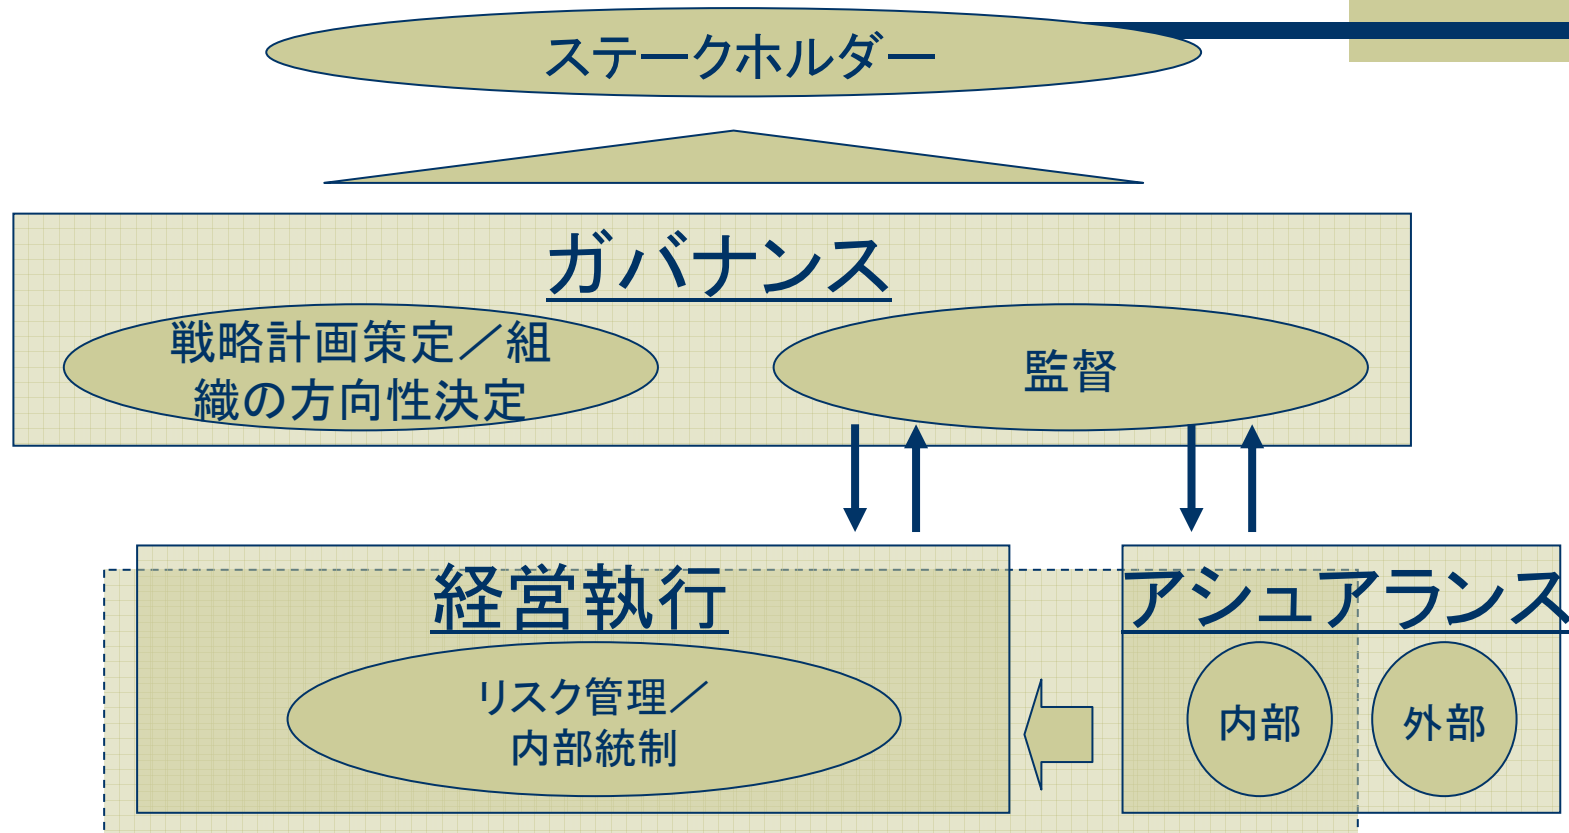 ステークホルダー
ガバナンス
戦略計画策定／組
織の方向性決定
監督
経営執行
リスク管理／
内部統制
アシュアランス
内部
外部